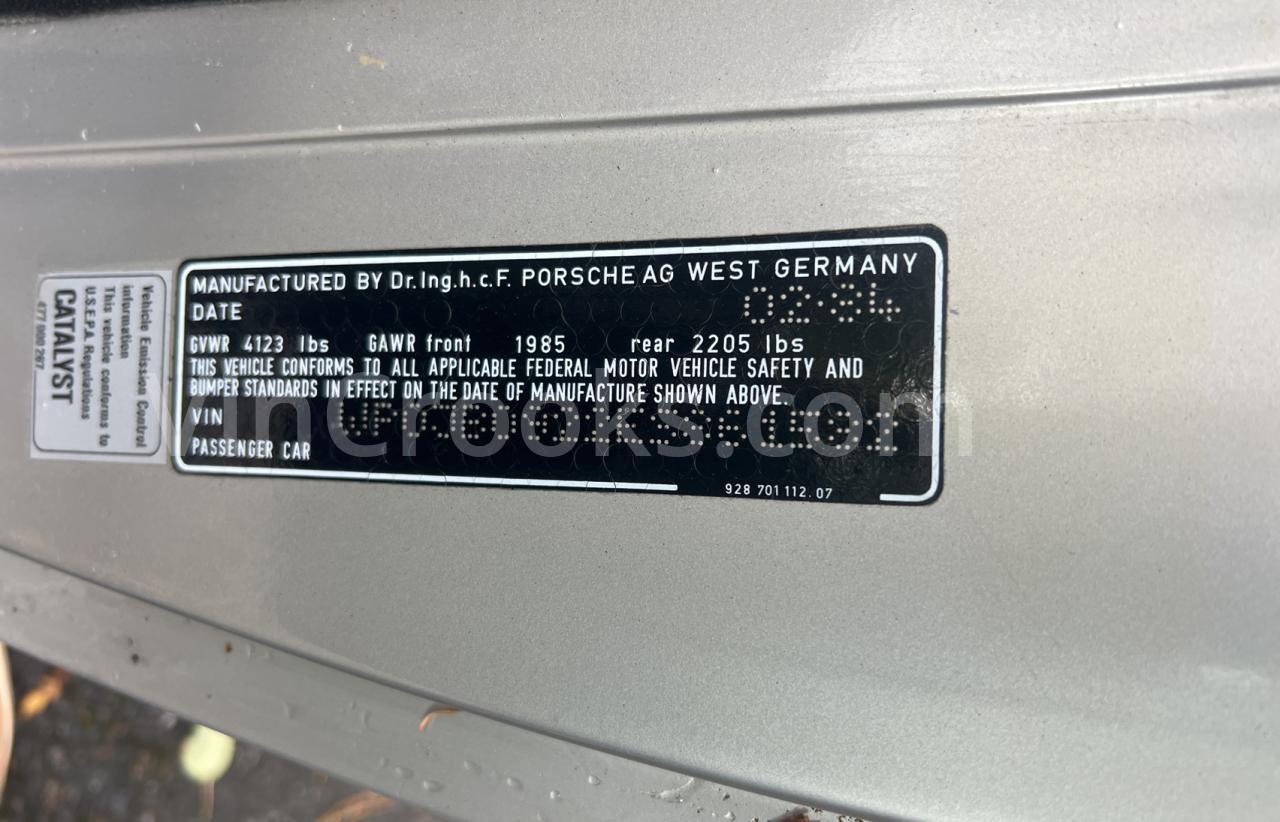 MANUFACTURED BY Dr.Ing.h.c.F. PORSCHE AG WEST GERMANY
DATE 02·84
GVWR 4123 lbs GAWR front 1985 rear 2205 lbs
THIS VEHICLE CONFORMS TO ALL APPLICABLE FEDERAL MOTOR VEHICLE SAFETY AND
BUMPER STANDARDS IN EFFECT ON THE DATE OF MANUFACTURE SHOWN ABOVE.
VIN
PASSENGER CAR
928 701 112.07
Vehicle Emission Control
information
This vehicle conforms to
U.S.E.P.A. Regulations
CATALYST
477 000 297
VinCrooks.com